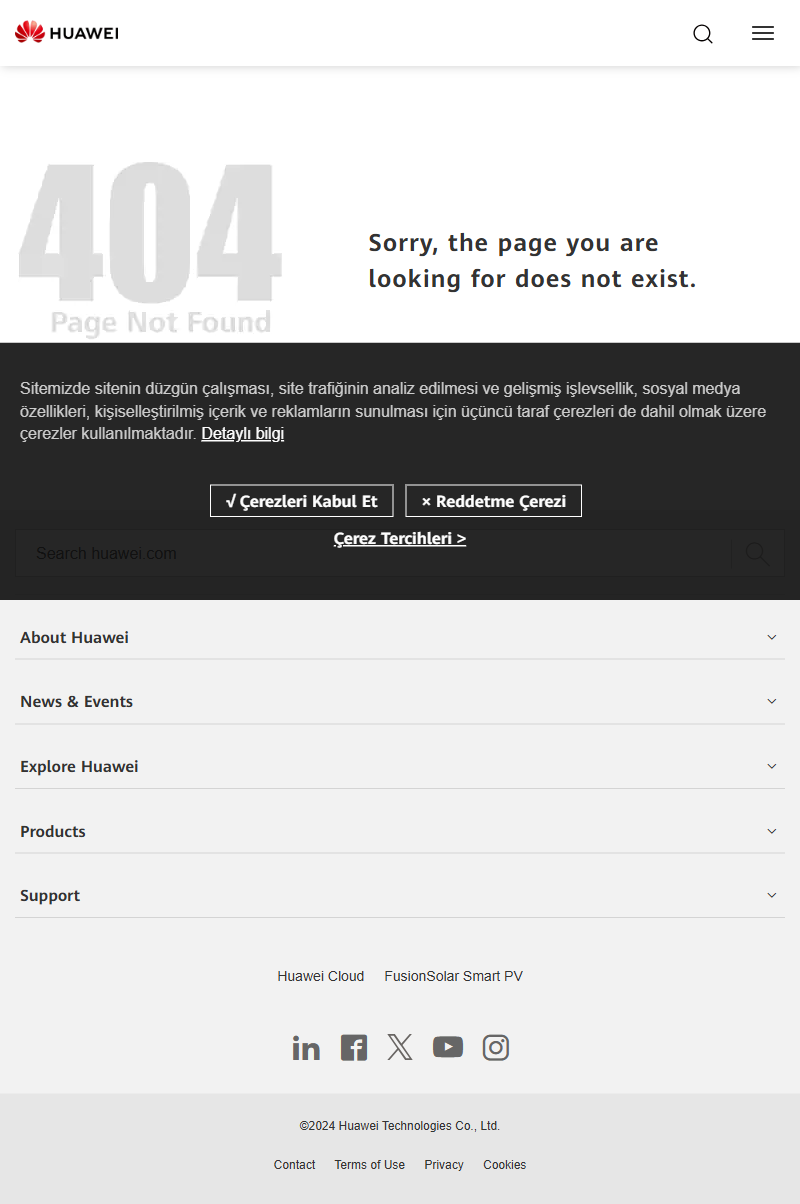 HUAWEI
404
Page Not Found
Sorry, the page you are
looking for does not exist.
Sitemizde sitenin düzgün çalışması, site trafiğinin analiz edilmesi ve gelişmiş işlevsellik, sosyal medya
özellikleri, kişiselleştirilmiş içerik ve reklamların sunulması için üçüncü taraf çerezleri de dahil olmak üzere
çerezler kullanılmaktadır. Detaylı bilgi
√ Çerezleri Kabul Et × Reddetme Çerezi
Çerez Tercihleri >
Search huawei.com
About Huawei
News & Events
Explore Huawei
Products
Support
Huawei Cloud FusionSolar Smart PV
©2024 Huawei Technologies Co., Ltd.
Contact Terms of Use Privacy Cookies